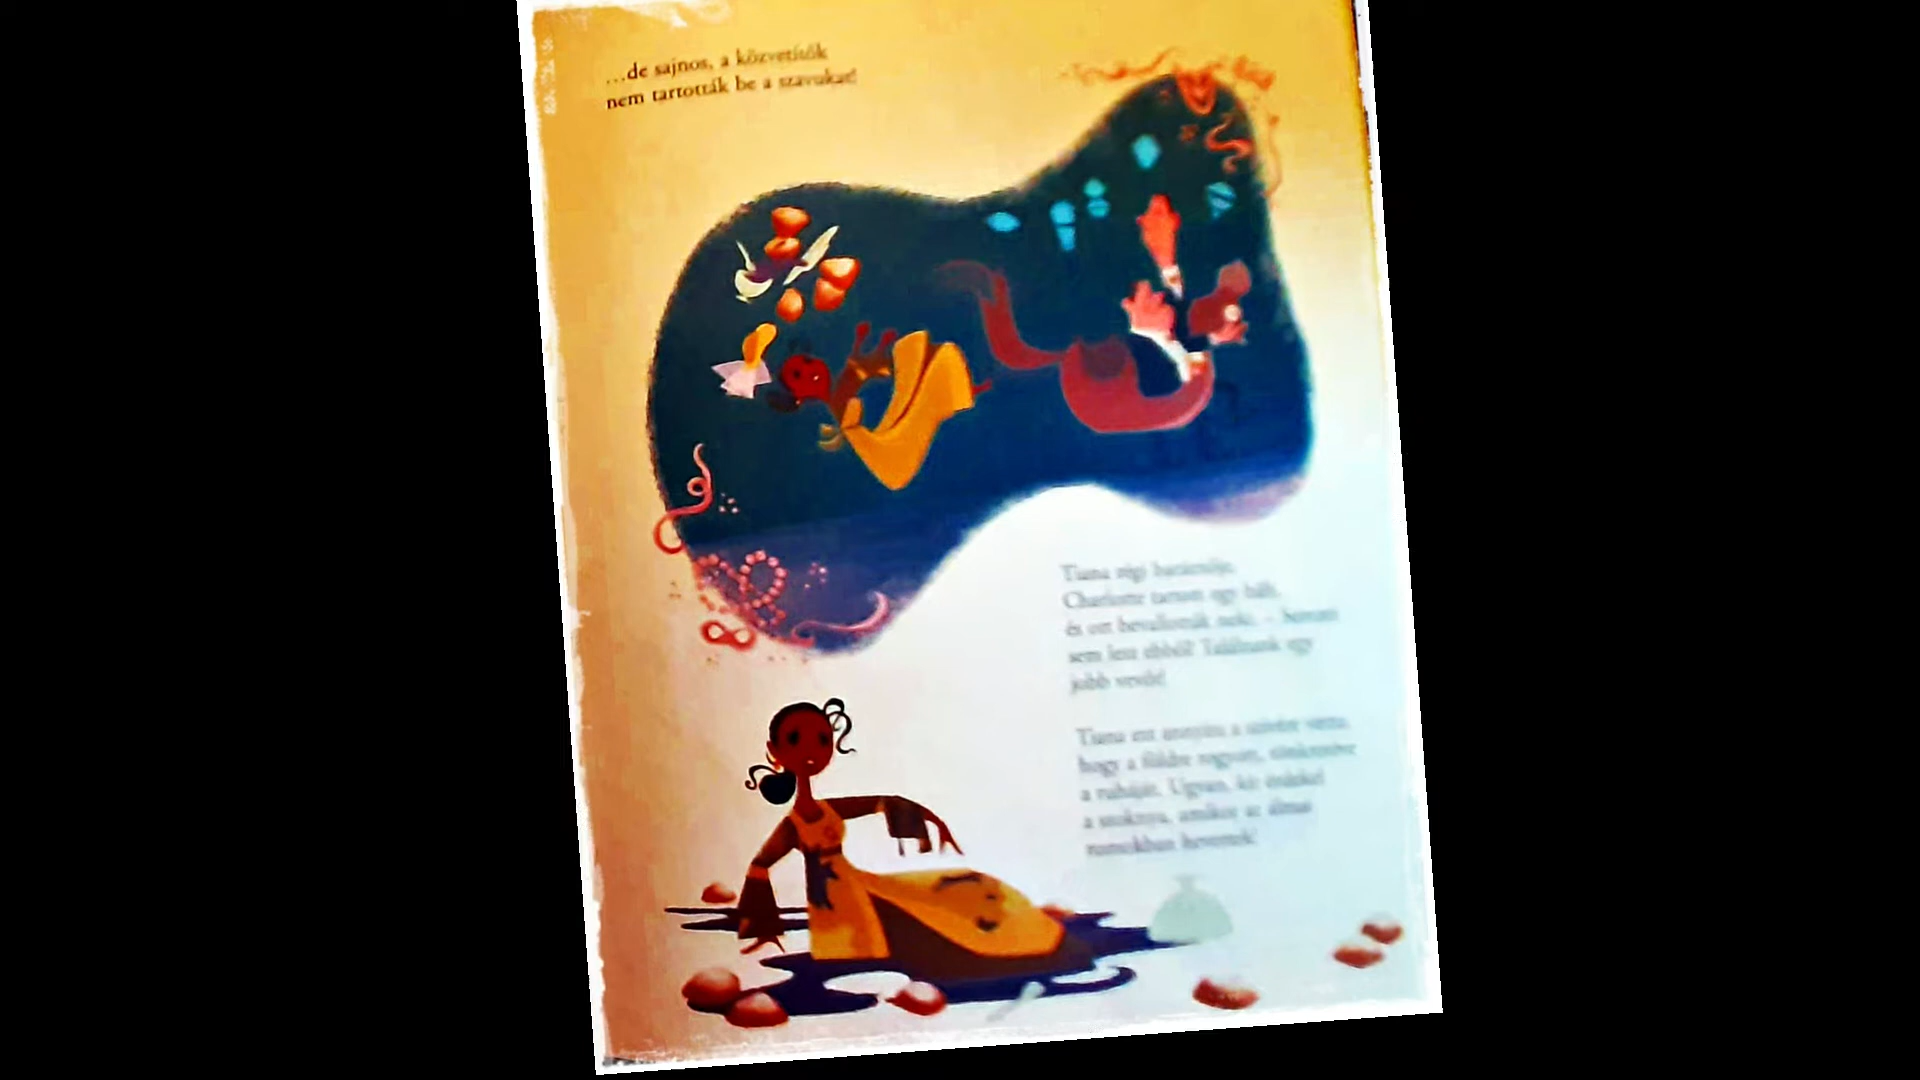 ...de sajnos, a közvetítők
nem tartották be a szavukat!
Tiana régi barátnője,
Charlotte tartott egy bált,
és ott bevallották neki: –
sem lesz ebből! Találtunk egy
jobb vevőt!
Tiana ezt annyira a szívére vette,
hogy a földre rogyott, tönkretéve
a ruháját. Ugyan, kit érdekel
a szoknya, amikor az álmai
romokban hevernek!